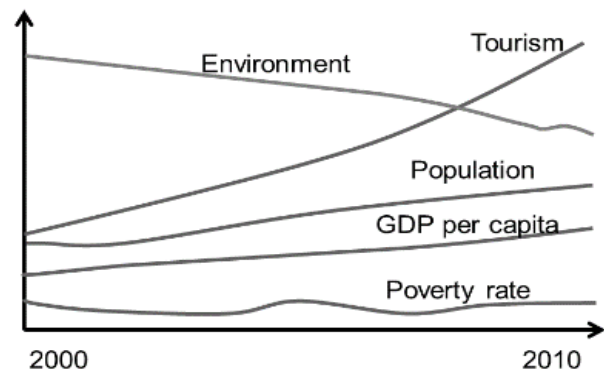 Tourism
Environment
Population
GDP per capita
Poverty rate
2000
2010